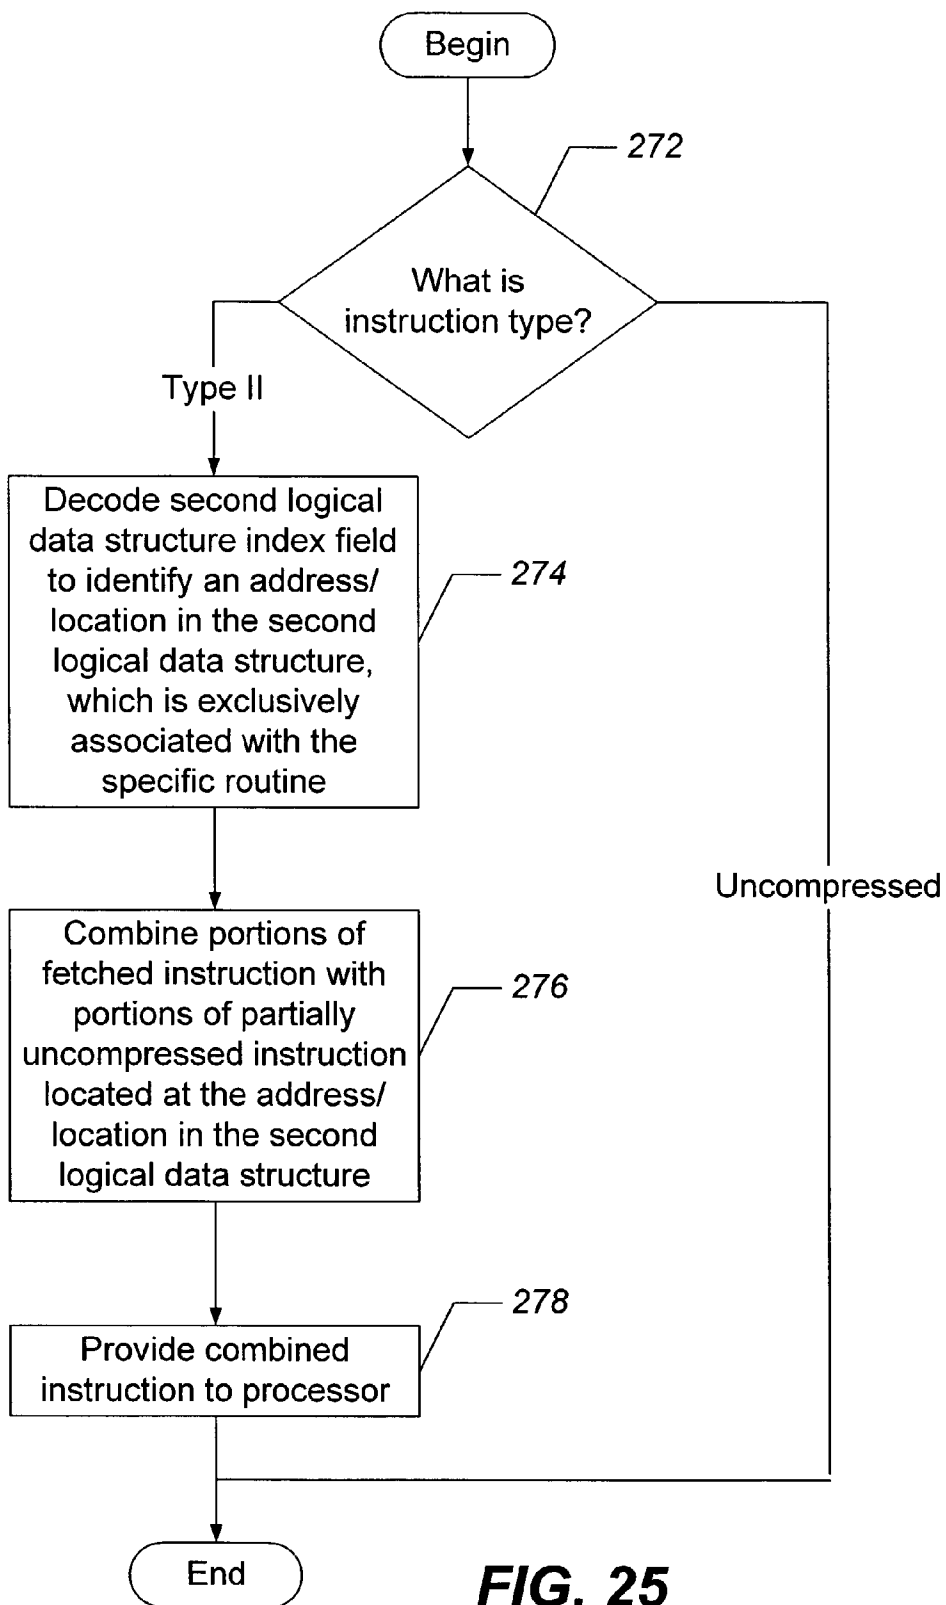 Begin
272
What is
instruction type?
Type II
Decode second logical
data structure index field
to identify an address/
location in the second
logical data structure,
which is exclusively
associated with the
specific routine
274
Uncompressed
Combine portions of
fetched instruction with
portions of partially
uncompressed instruction
located at the address/
location in the second
logical data structure
276
278
Provide combined
instruction to processor
End
FIG. 25